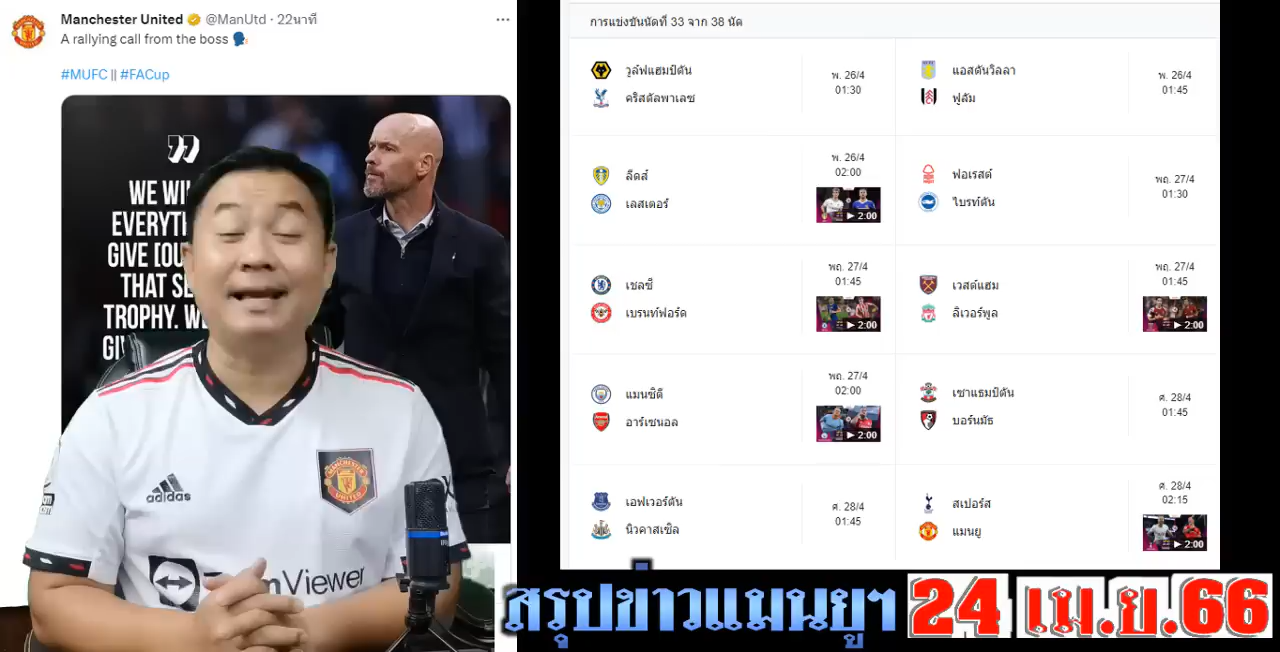 Manchester United @ManUtd · 22นาที
A rallying call from the boss
#MUFC || #FACup
WE
EVERYTH
GIVE
THAT
TROPHY.
adidas
MANCHESTER
UNITED
Viewer
การแข่งขันนัดที่ 33 จาก 38 นัด
วูล์ฟแฮมป์ตัน
คริสตัลพาเลซ
พ. 26/4
01:30
แอสตันวิลลา
ฟูลัม
พ. 26/4
01:45
ลีดส์
เลสเตอร์
พ. 26/4
02:00
2:00
ฟอเรสต์
ไบรท์ตัน
พฤ. 27/4
01:30
เชลซี
เบรนท์ฟอร์ด
พฤ. 27/4
01:45
2:00
เวสต์แฮม
ลิเวอร์พูล
พฤ. 27/4
01:45
2:00
แมนซิตี
อาร์เซนอล
พฤ. 27/4
02:00
2:00
เซาแธมป์ตัน
บอร์นมัธ
ศ. 28/4
01:45
เอฟเวอร์ตัน
นิวคาสเซิล
ศ. 28/4
01:45
สเปอร์ส
แมนยู
ศ. 28/4
02:15
2:00
สรุปข่าวแมนยูฯ 24 เม.ย.66